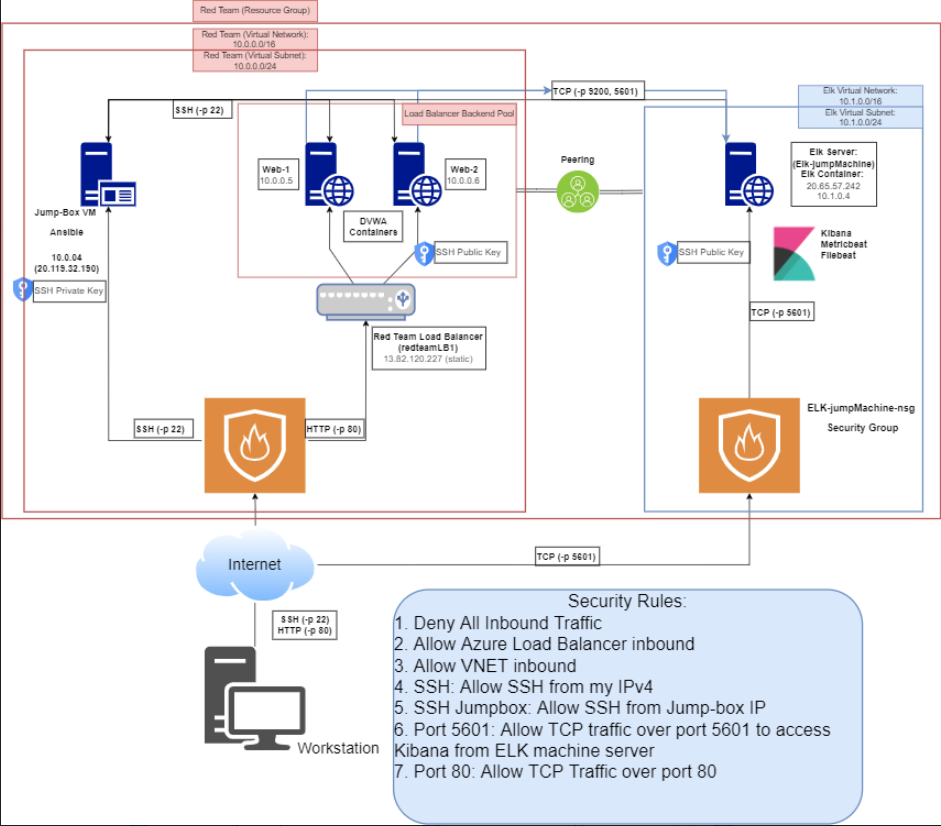 Red Team (Resource Group)
Red Team (Virtual Network):
10.0.0.0/16
Red Team (Virtual Subnet):
10.0.0.0/24
Elk Virtual Network:
10.1.0.0/16
Elk Virtual Subnet:
10.1.0.0/24
SSH (-p 22)
TCP (-p 9200, 5601)
Load Balancer Backend Pool
Web-1
10.0.0.5
Web-2
10.0.0.6
Peering
Elk Server:
(Elk-jumpMachine)
Elk Container:
20.65.57.242
10.1.0.4
Jump-Box VM
Ansible
10.0.04
(20.119.32.190)
SSH Private Key
DVWA
Containers
SSH Public Key
SSH Public Key
Kibana
Metricbeat
Filebeat
TCP (-p 5601)
Red Team Load Balancer
(redteamLB1)
13.82.120.227 (static)
SSH (-p 22)
HTTP (-p 80)
ELK-jumpMachine-nsg
Security Group
Internet
TCP (-p 5601)
SSH (-p 22)
HTTP (-p 80)
Workstation
Security Rules:
1. Deny All Inbound Traffic
2. Allow Azure Load Balancer inbound
3. Allow VNET inbound
4. SSH: Allow SSH from my IPv4
5. SSH Jumpbox: Allow SSH from Jump-box IP
6. Port 5601: Allow TCP traffic over port 5601 to access
Kibana from ELK machine server
7. Port 80: Allow TCP Traffic over port 80